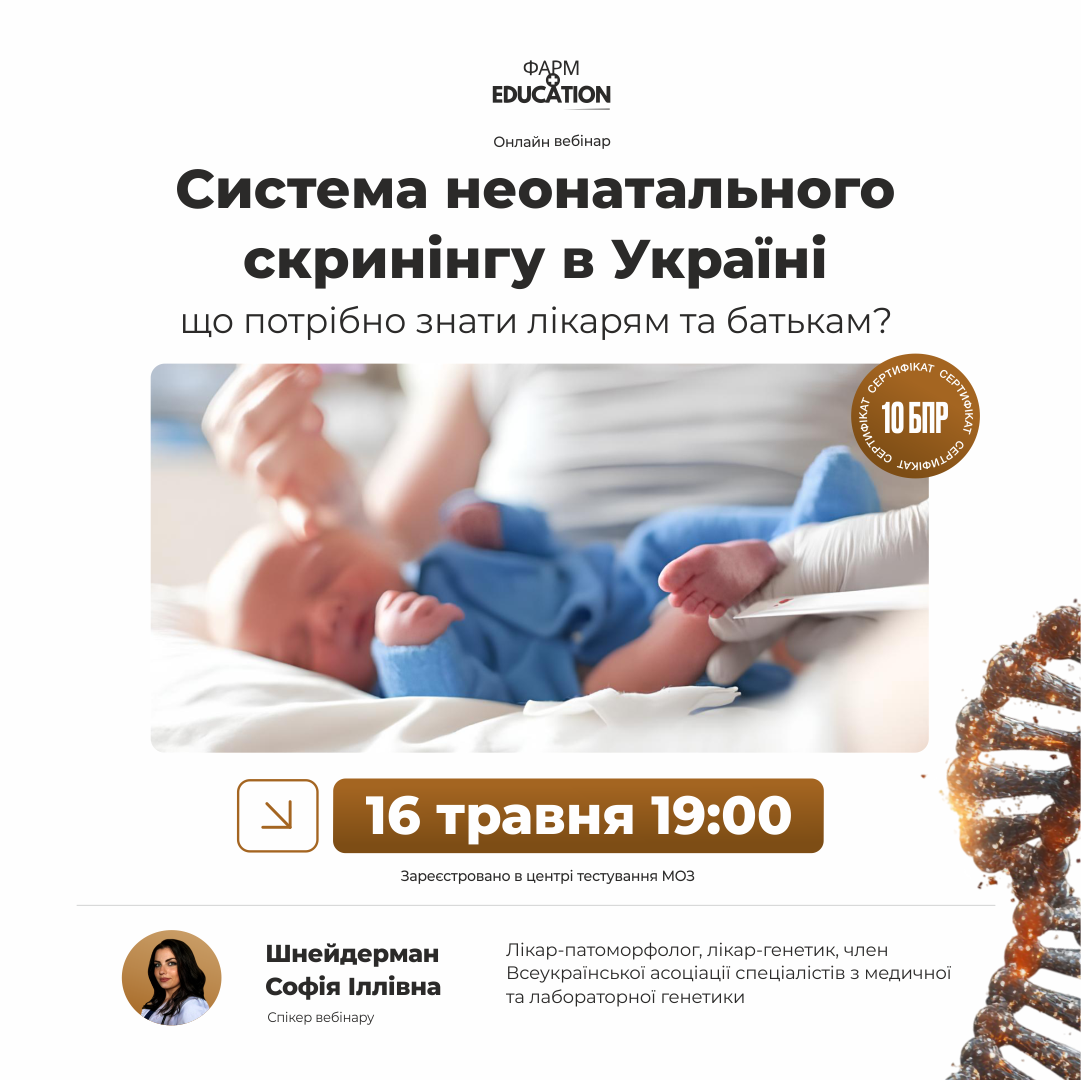 ФАРМ
EDUCATION
Онлайн вебінар
Система неонатального
скринінгу в Україні
що потрібно знати лікарям та батькам?
СЕРТИФІКАТ СЕРТИФІКАТ СЕРТИФІКАТ СЕРТИФІКАТ
10 БПР
16 травня 19:00
Зареєстровано в центрі тестування МОЗ
Шнейдерман
Софія Іллівна
Спікер вебінару
Лікар-патоморфолог, лікар-генетик, член
Всеукраїнської асоціації спеціалістів з медичної
та лабораторної генетики